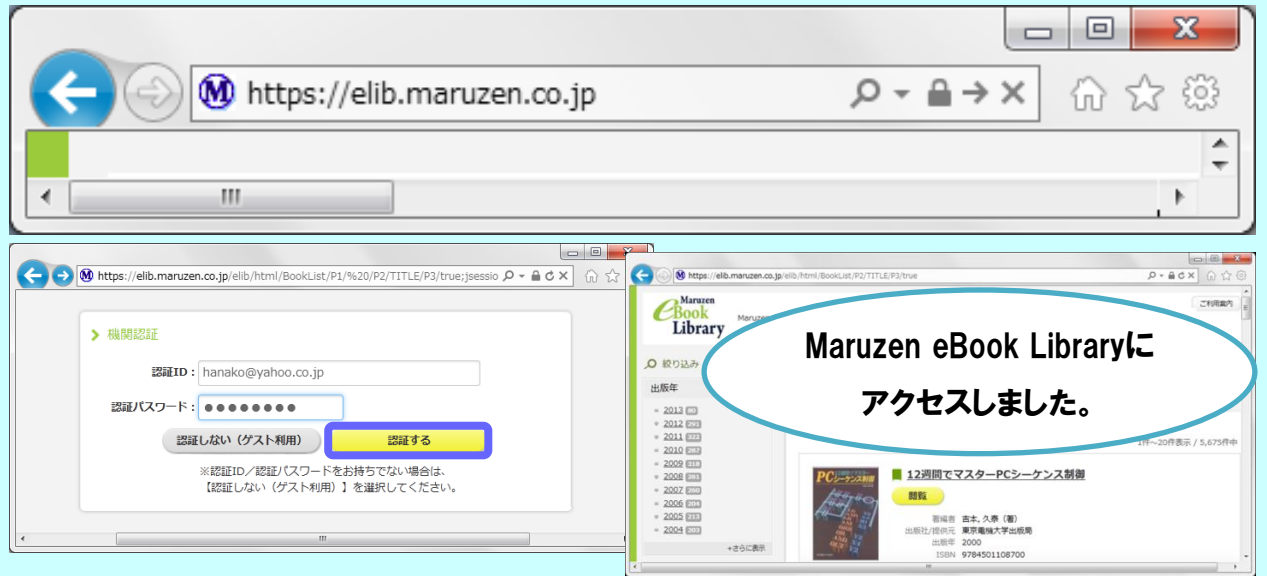 https://elib.maruzen.co.jp
https://elib.maruzen.co.jp/elib/html/BookList/P1/%20/P2/TITLE/P3/true;jsessio
機関認証
認証ID： hanako@yahoo.co.jp
認証パスワード： ●●●●●●●●
認証しない（ゲスト利用） 認証する
※認証ID／認証パスワードをお持ちでない場合は、
【認証しない（ゲスト利用）】を選択してください。
https://elib.maruzen.co.jp/elib/html/BookList/P2/TITLE/P3/true
Maruzen
eBook
Library
Maruzen
ご利用案内
Maruzen eBook Libraryに
アクセスしました。
絞り込み
出版年
2013
2012
2011
2010
2009
2008
2007
2006
2005
2004
+さらに表示
1件～20件表示 / 5,675件中
12週間でマスターPCシーケンス制御
閲覧
著編者 吉本, 久泰（著）
出版社/提供元 東京電機大学出版局
出版年 2000
ISBN 9784501108700